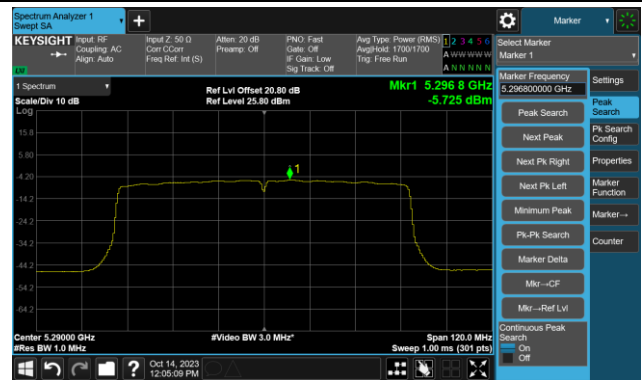 Spectrum Analyzer 1
Swept SA
+
Marker
KEYSIGHT
Input: RF
Coupling: AC
Align: Auto
Input Z: 50 Ω
Corr CCorr
Freq Ref: Int (S)
Atten: 20 dB
Preamp: Off
PNO: Fast
Gate: Off
IF Gain: Low
Sig Track: Off
Avg Type: Power (RMS)
Avg|Hold: 1700/1700
Trig: Free Run
1 2 3 4 5 6
A W W W W W
A N N N N N
LXI
Select Marker
Marker 1
1 Spectrum
Scale/Div 10 dB
Ref Lvl Offset 20.80 dB
Ref Level 25.80 dBm
Mkr1 5.296 8 GHz
-5.725 dBm
Log
15.8
5.80
-4.20
-14.2
-24.2
-34.2
-44.2
-54.2
-64.2
1
Center 5.29000 GHz
#Res BW 1.0 MHz
#Video BW 3.0 MHz*
Span 120.0 MHz
Sweep 1.00 ms (301 pts)
Marker Frequency
5.296800000 GHz
Peak Search
Next Peak
Next Pk Right
Next Pk Left
Minimum Peak
Pk-Pk Search
Marker Delta
Mkr→CF
Mkr→Ref Lvl
Continuous Peak
Search
On
Off
Settings
Peak
Search
Pk Search
Config
Properties
Marker
Function
Marker→
Counter
?
Oct 14, 2023
12:05:09 PM